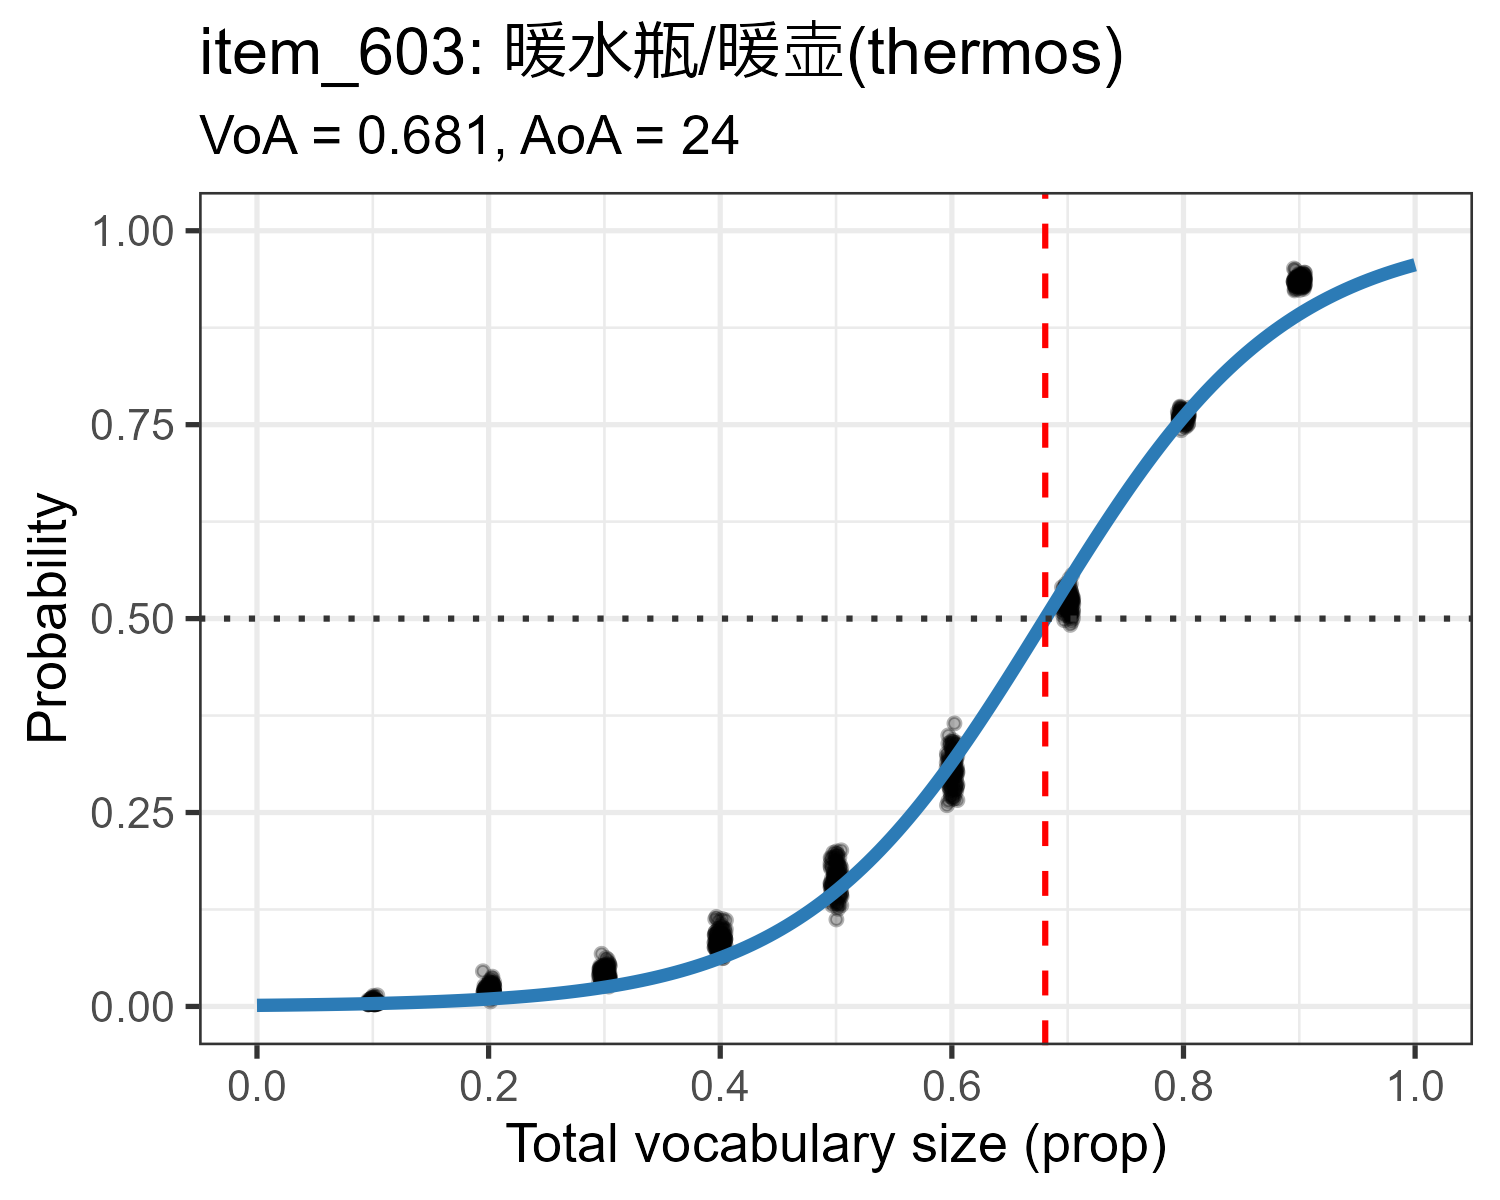 item_603: 暖水瓶/暖壶(thermos)
VoA = 0.681, AoA = 24
1.00
0.75
0.50
0.25
0.00
Probability
0.0 0.2 0.4 0.6 0.8 1.0
Total vocabulary size (prop)